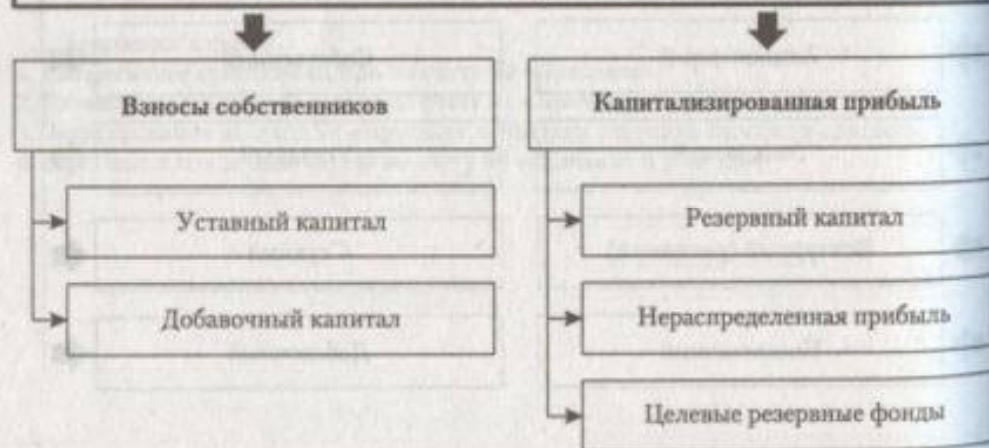 Взносы собственников
Капитализированная прибыль
Уставный капитал
Резервный капитал
Добавочный капитал
Нераспределенная прибыль
Целевые резервные фонды